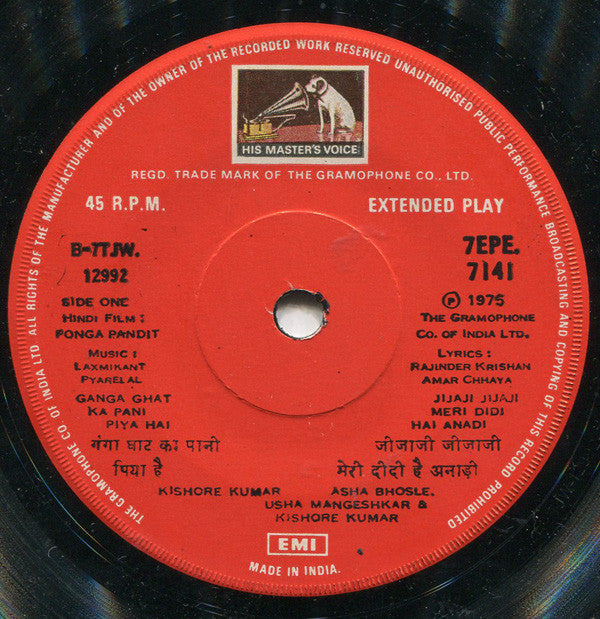 THE GRAMOPHONE CO OF INDIA LTD. ALL RIGHTS OF THE MANUFACTURER AND OF THE OWNER OF THE RECORDED WORK RESERVED UNAUTHORISED PUBLIC PERFORMANCE BROADCASTING AND COPYING OF THIS RECORD PROHIBITED
HIS MASTER'S VOICE
REGD. TRADE MARK OF THE GRAMOPHONE CO., LTD.
45 R.P.M.
EXTENDED PLAY
B-7TJW.
12992
7EPE.
7141
SIDE ONE
HINDI FILM :
PONGA PANDIT
℗ 1975
THE GRAMOPHONE
CO. OF INDIA LTD.
MUSIC :
LAXMIKANT
PYARELAL
LYRICS :
RAJINDER KRISHAN
AMAR CHHAYA
GANGA GHAT
KA PANI
PIYA HAI
JIJAJI JIJAJI
MERI DIDI
HAI ANADI
गंगा घाट का पानी
पिया है
जीजाजी जीजाजी
मेरी दीदी है अनाड़ी
KISHORE KUMAR
ASHA BHOSLE,
USHA MANGESHKAR &
KISHORE KUMAR
EMI
MADE IN INDIA.